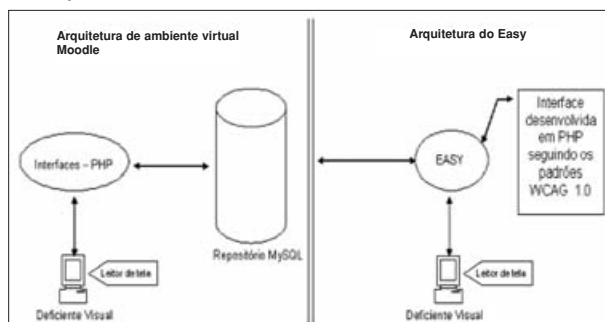 Arquitetura de ambiente virtual
Moodle
Interfaces – PHP
Repositório MySQL
Leitor de tela
Deficiente Visual
Arquitetura do Easy
EASY
Interface
desenvolvida
em PHP
seguindo os
padrões
WCAG 1.0
Leitor de tela
Deficiente Visual